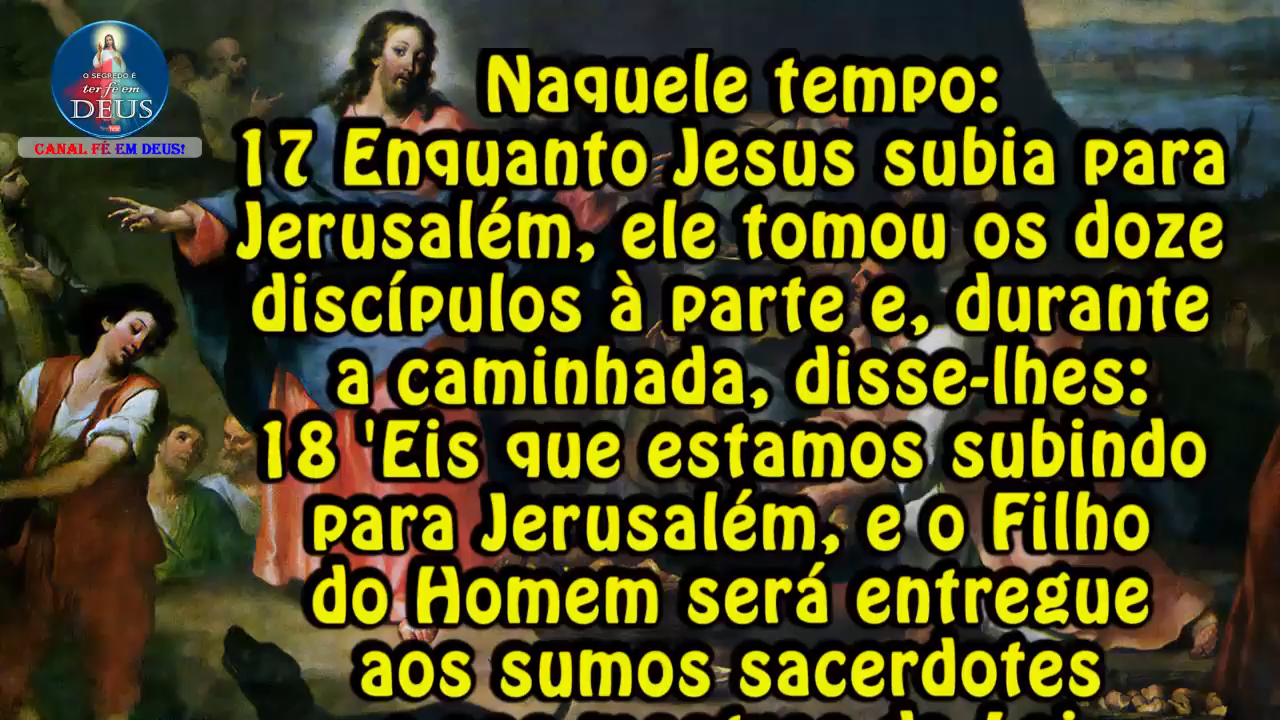 O SEGREDO É
ter fé em
DEUS
CANAL FÉ EM DEUS!
Naquele tempo:
17 Enquanto Jesus subia para
Jerusalém, ele tomou os doze
discípulos à parte e, durante
a caminhada, disse-lhes:
18 'Eis que estamos subindo
para Jerusalém, e o Filho
do Homem será entregue
aos sumos sacerdotes